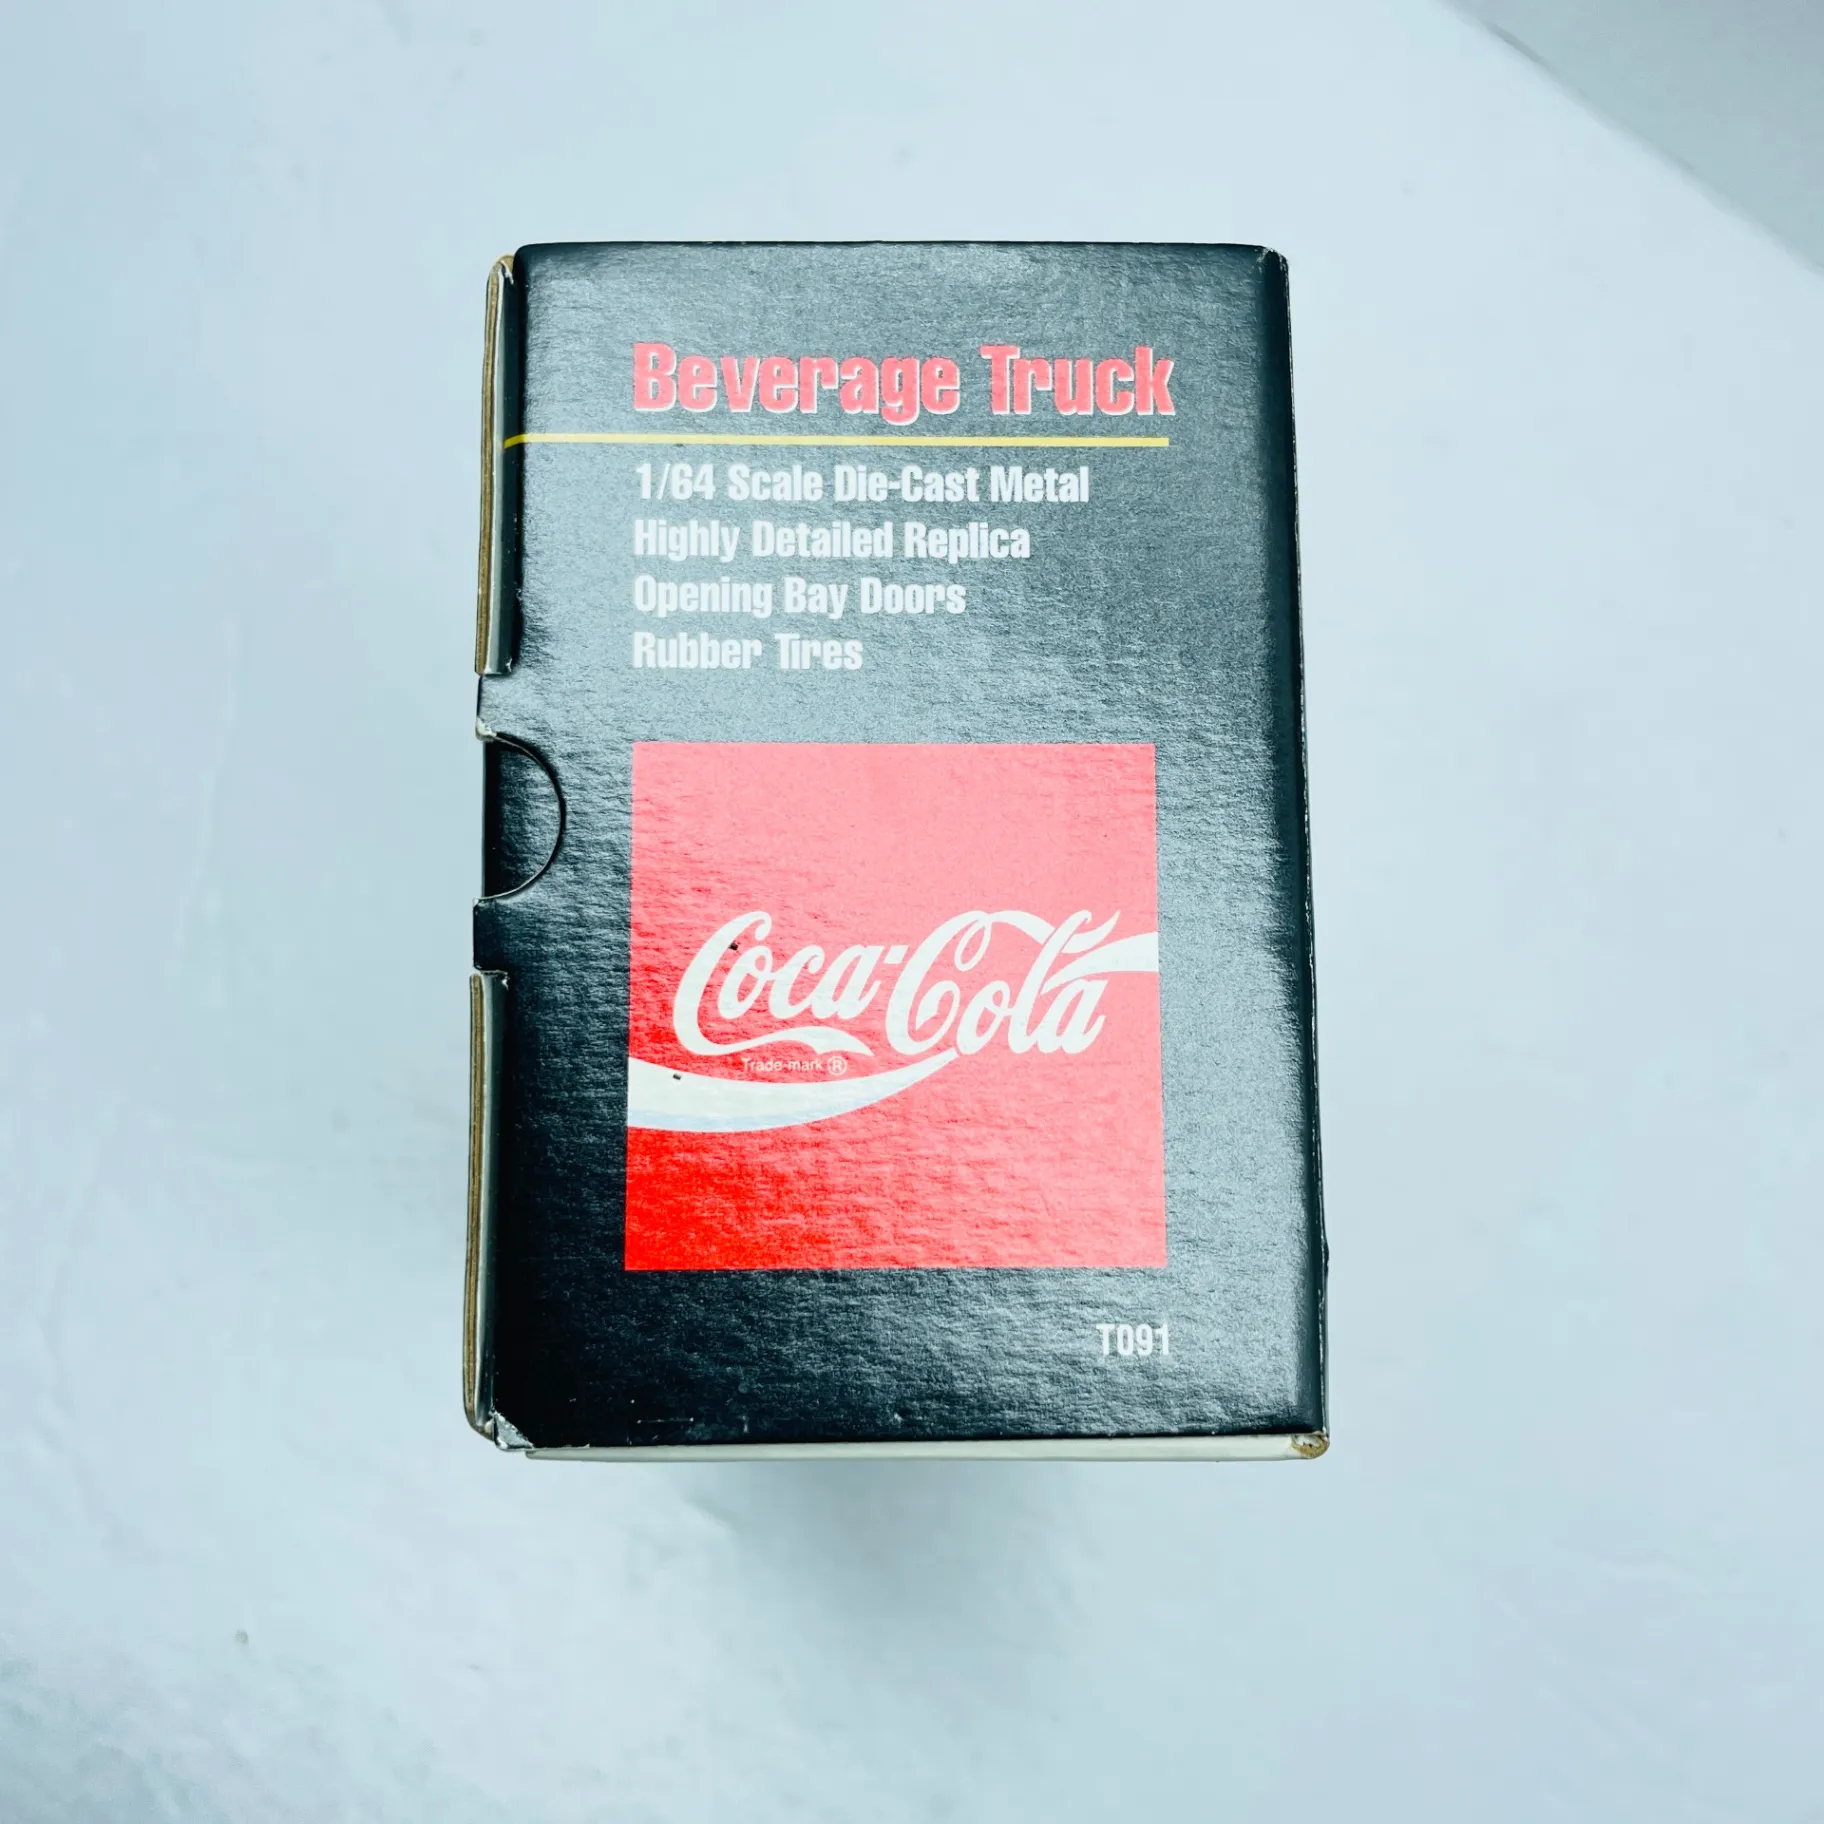 Beverage Truck
1/64 Scale Die-Cast Metal
Highly Detailed Replica
Opening Bay Doors
Rubber Tires
Coca-Cola
Trade-mark ®
T091